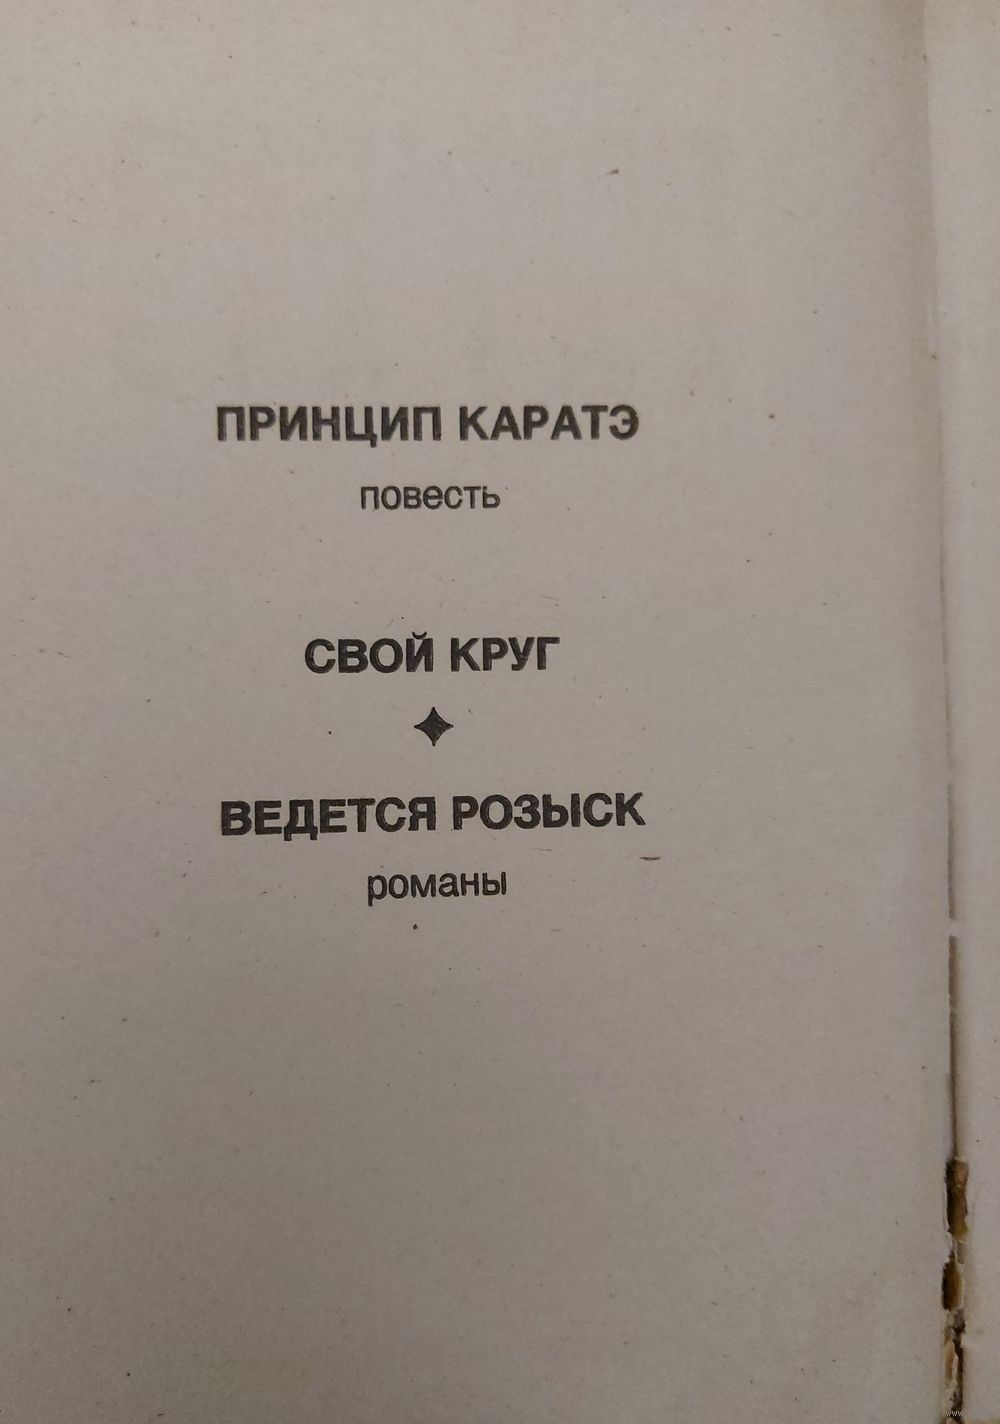 ПРИНЦИП КАРАТЭ
повесть
СВОЙ КРУГ
ВЕДЕТСЯ РОЗЫСК
романы